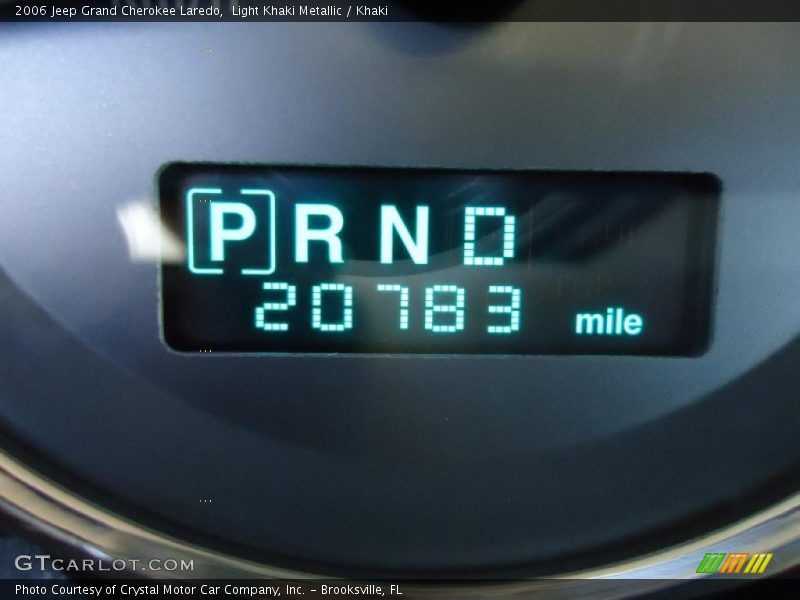 2006 Jeep Grand Cherokee Laredo,  Light Khaki Metallic / Khaki
[P] R N D
20783 mile
GTCARLOT.COM
Photo Courtesy of Crystal Motor Car Company, Inc. – Brooksville, FL